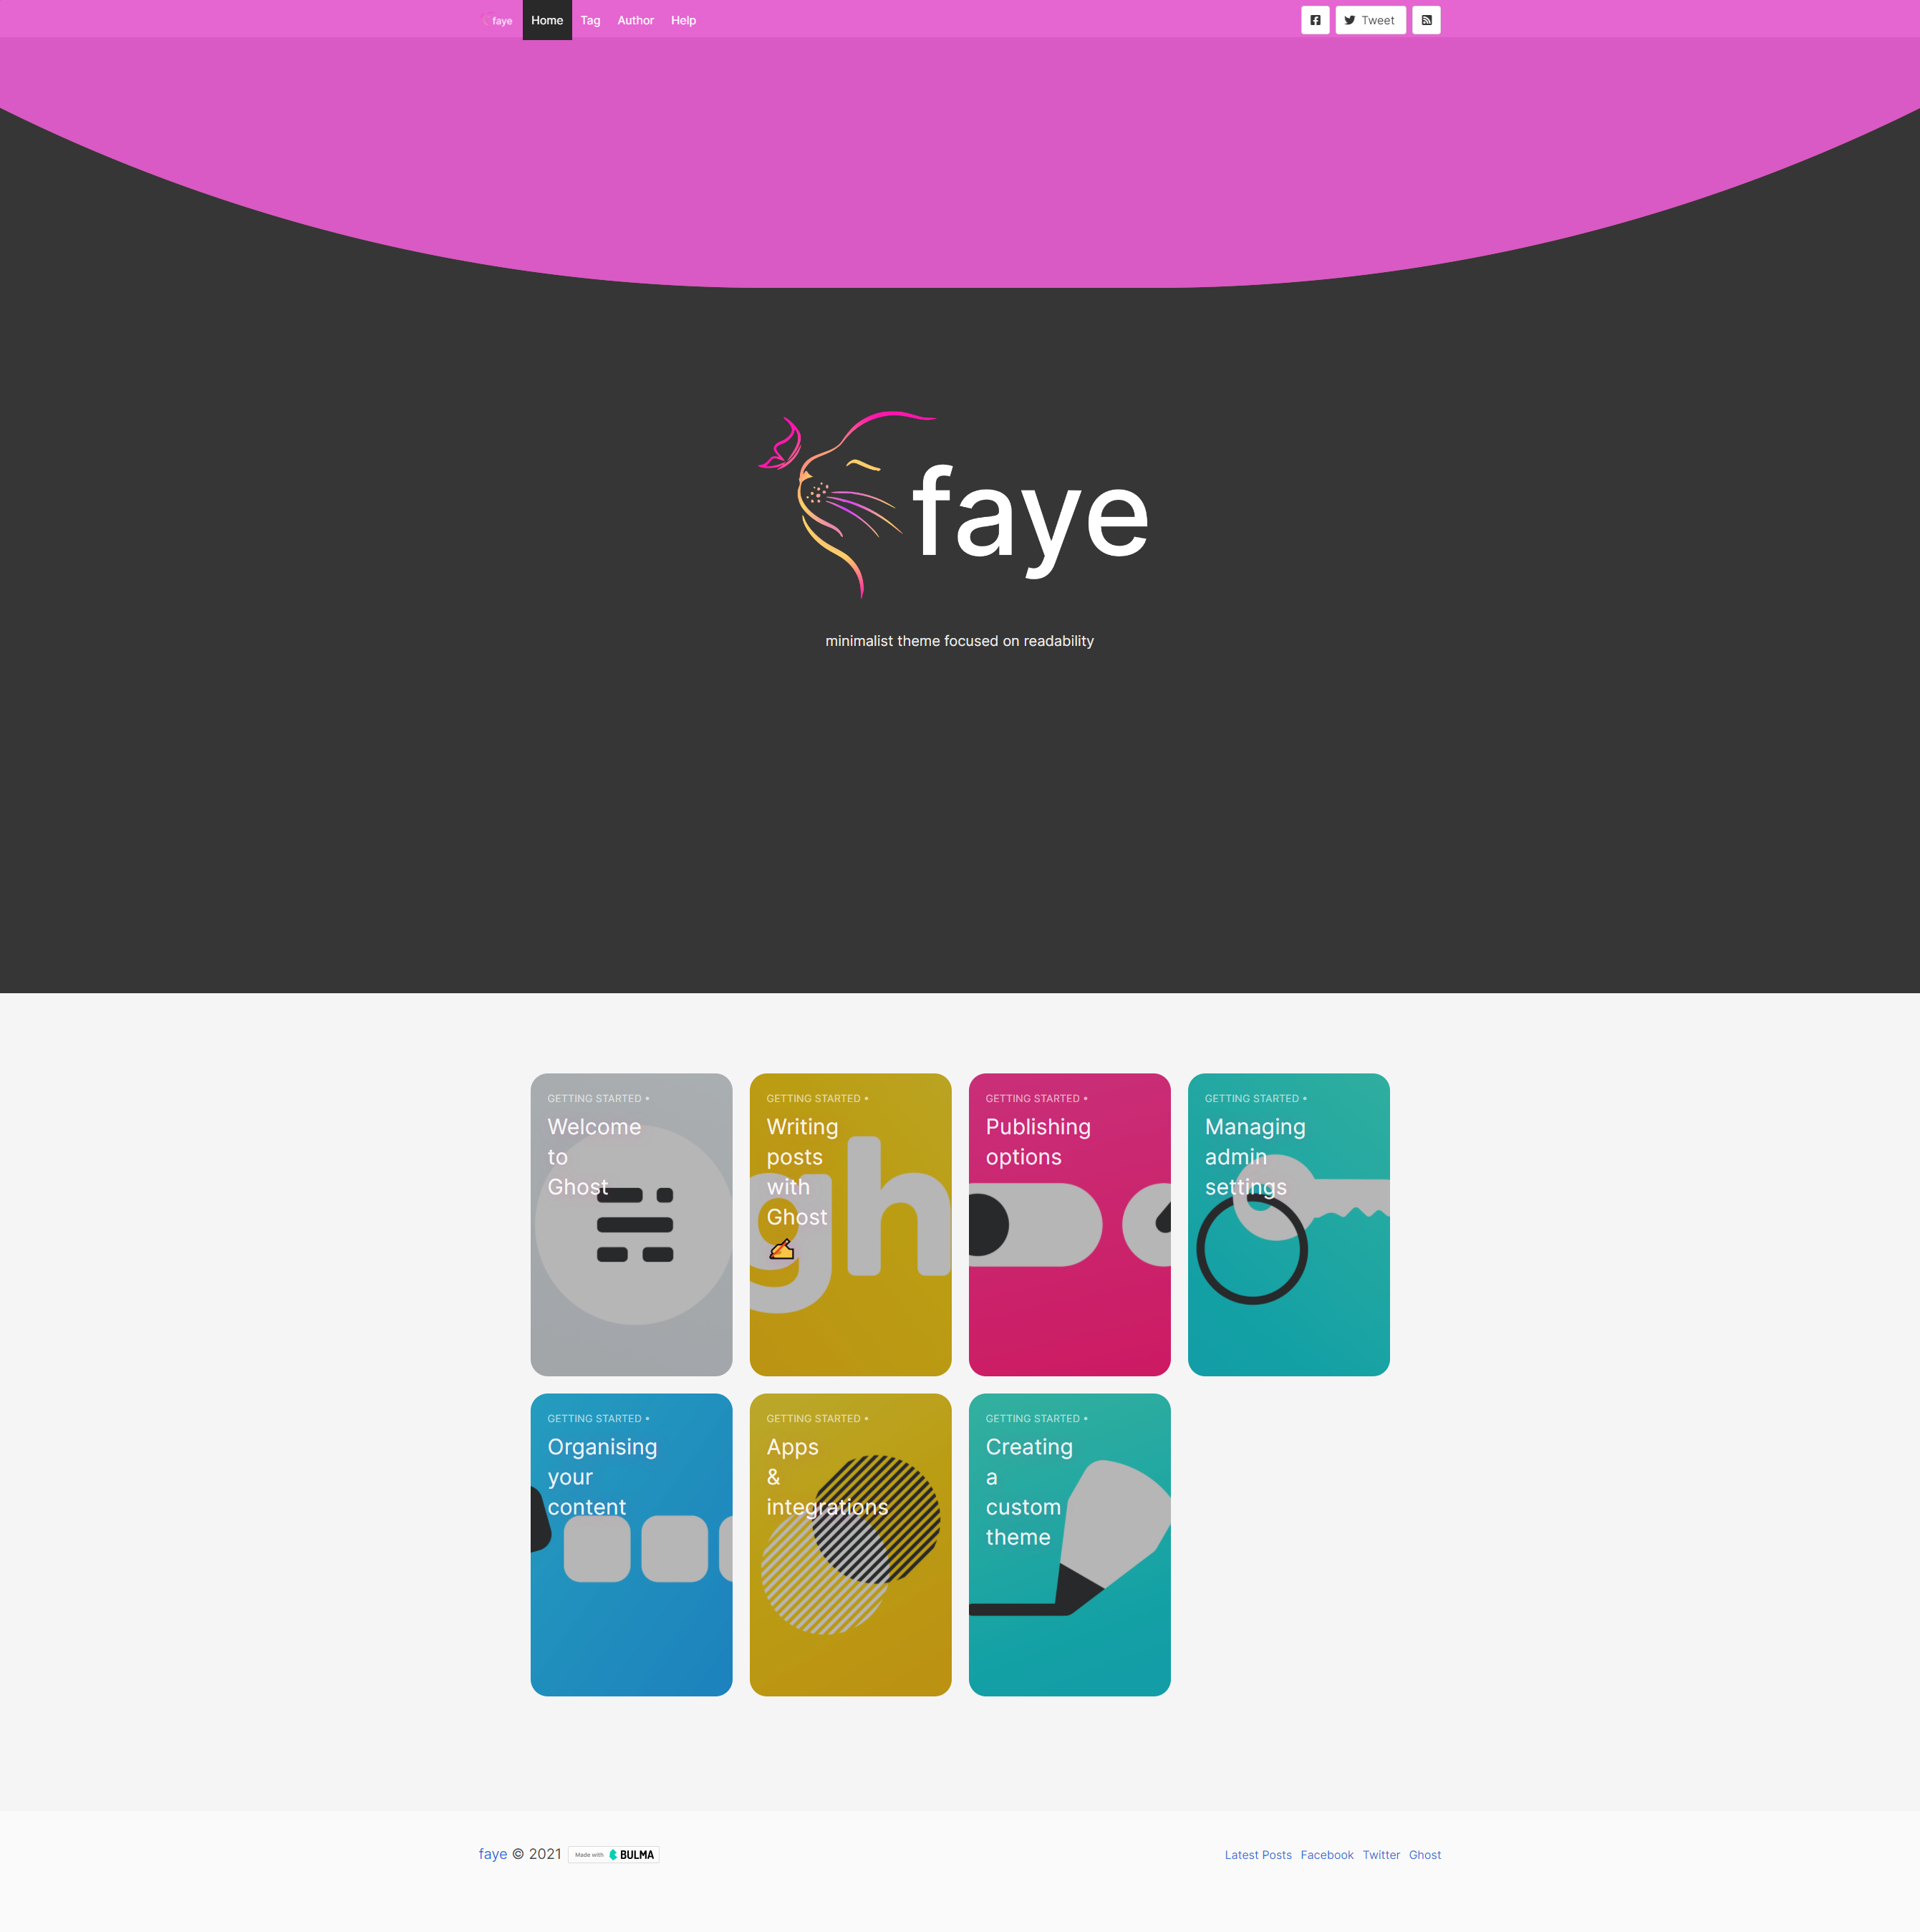 faye
Home
Tag
Author
Help
Tweet
faye
minimalist theme focused on readability
GETTING STARTED •
Welcome
to
Ghost
GETTING STARTED •
Writing
posts
with
Ghost
gh
GETTING STARTED •
Publishing
options
GETTING STARTED •
Managing
admin
settings
GETTING STARTED •
Organising
your
content
GETTING STARTED •
Apps
&
integrations
GETTING STARTED •
Creating
a
custom
theme
faye © 2021
Made with BULMA
Latest Posts
Facebook
Twitter
Ghost